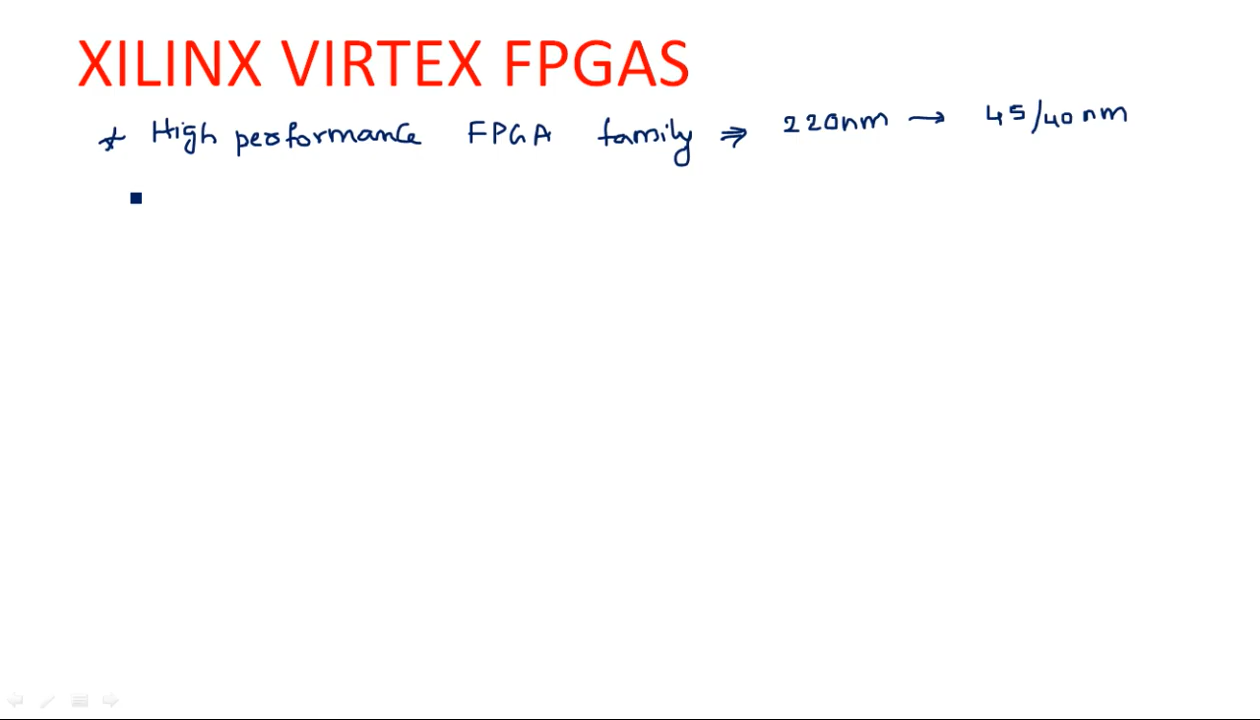 XILINX VIRTEX FPGAS
* High performance FPGA family ⇒ 220nm → 45/40nm